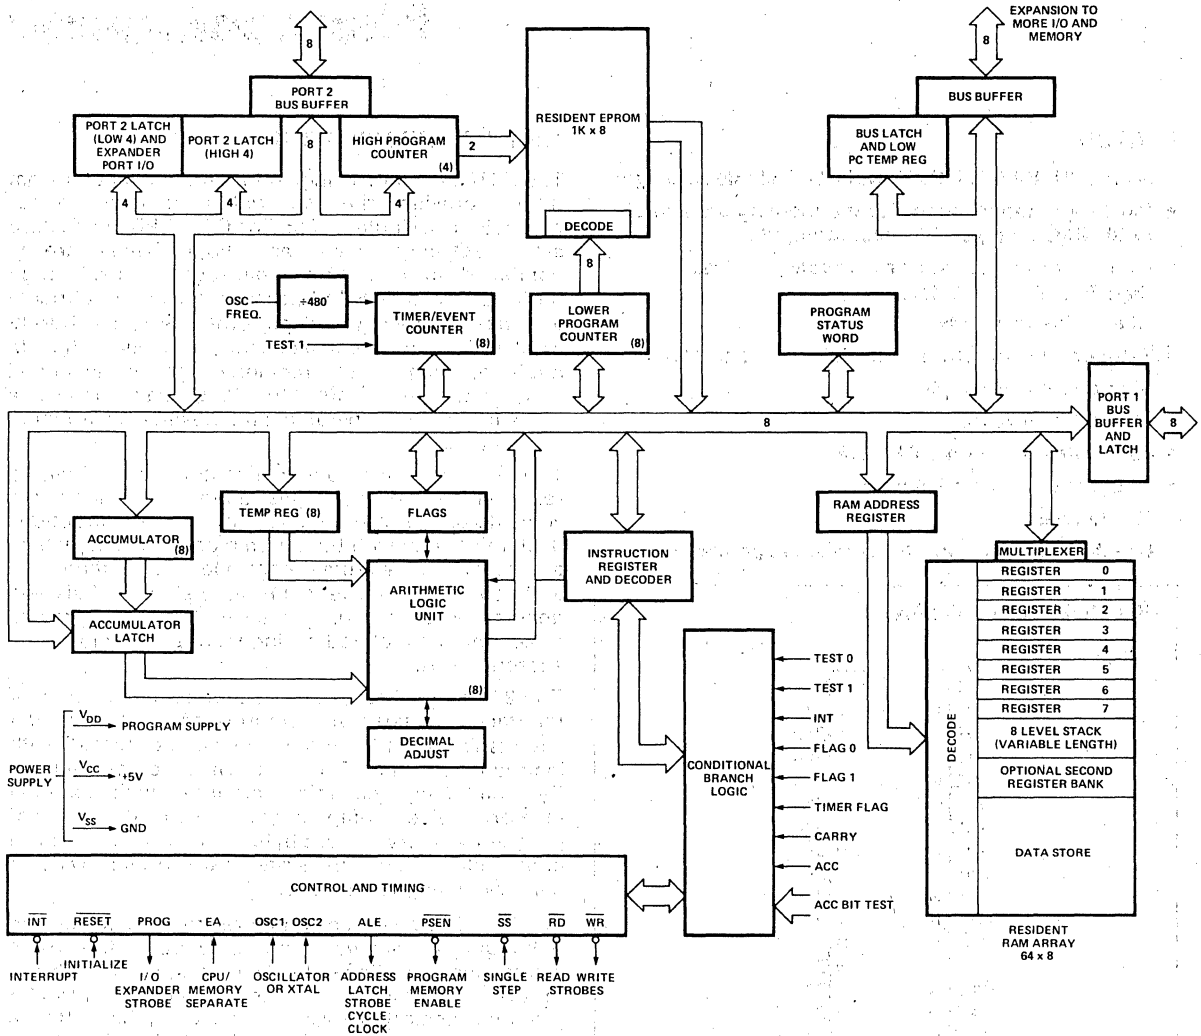 EXPANSION TO
MORE I/O AND
MEMORY
8
8
PORT 2
BUS BUFFER
BUS BUFFER
PORT 2 LATCH
(LOW 4) AND
EXPANDER
PORT I/O
PORT 2 LATCH
(HIGH 4)
8
HIGH PROGRAM
COUNTER
(4)
2
RESIDENT EPROM
1K x 8
DECODE
BUS LATCH
AND LOW
PC TEMP REG
4
4
4
8
OSC
FREQ.
÷480
TEST 1
TIMER/EVENT
COUNTER
(8)
LOWER
PROGRAM
COUNTER
(8)
PROGRAM
STATUS
WORD
8
PORT 1
BUS
BUFFER
AND
LATCH
8
ACCUMULATOR
(8)
TEMP REG (8)
FLAGS
INSTRUCTION
REGISTER
AND DECODER
RAM ADDRESS
REGISTER
ACCUMULATOR
LATCH
ARITHMETIC
LOGIC
UNIT
(8)
DECIMAL
ADJUST
MULTIPLEXER
DECODE
REGISTER 0
REGISTER 1
REGISTER 2
REGISTER 3
REGISTER 4
REGISTER 5
REGISTER 6
REGISTER 7
8 LEVEL STACK
(VARIABLE LENGTH)
OPTIONAL SECOND
REGISTER BANK
DATA STORE
RESIDENT
RAM ARRAY
64 x 8
CONDITIONAL
BRANCH
LOGIC
TEST 0
TEST 1
INT
FLAG 0
FLAG 1
TIMER FLAG
CARRY
ACC
ACC BIT TEST
POWER
SUPPLY
VDD PROGRAM SUPPLY
VCC +5V
VSS GND
CONTROL AND TIMING
INT RESET PROG EA OSC1 OSC2 ALE PSEN SS RD WR
INTERRUPT
INITIALIZE
I/O
EXPANDER
STROBE
CPU/
MEMORY
SEPARATE
OSCILLATOR
OR XTAL
ADDRESS
LATCH
STROBE
CYCLE
CLOCK
PROGRAM
MEMORY
ENABLE
SINGLE
STEP
READ WRITE
STROBES